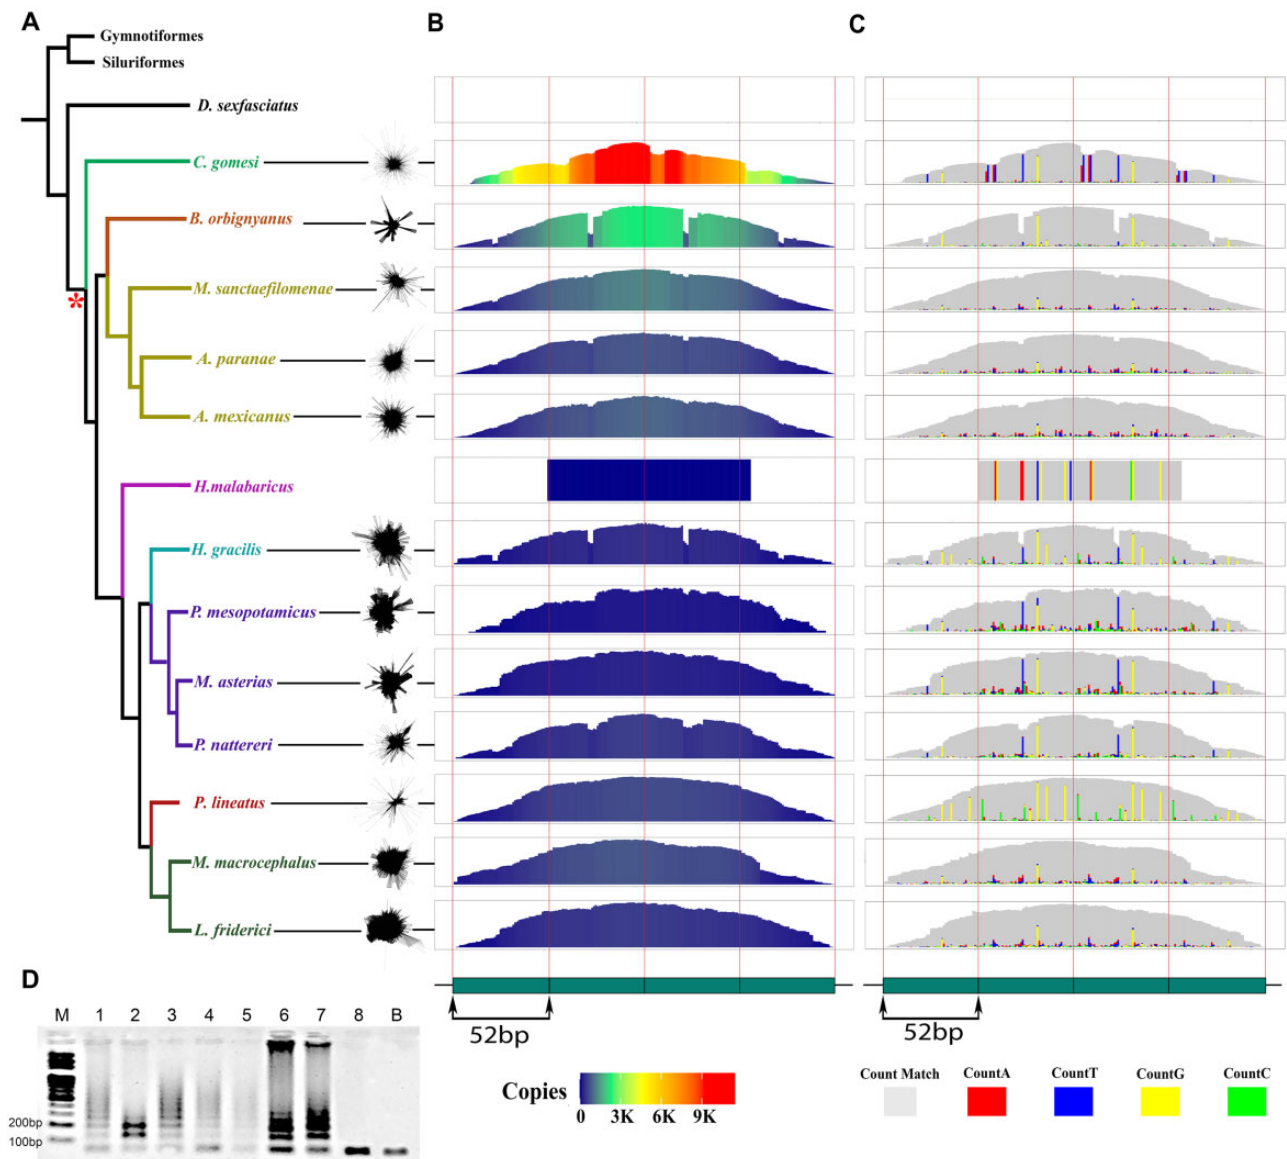 A
B
C
Gymnotiformes
Siluriformes
D. sexfasciatus
C. gomesi
B. orbignyanus
M. sanctaefilomenae
A. paranae
A. mexicanus
H.malabaricus
H. gracilis
P. mesopotamicus
M. asterias
P. nattereri
P. lineatus
M. macrocephalus
L. friderici
*
52bp
52bp
D
M 1 2 3 4 5 6 7 8 B
200bp
100bp
Copies
0 3K 6K 9K
Count Match CountA CountT CountG CountC